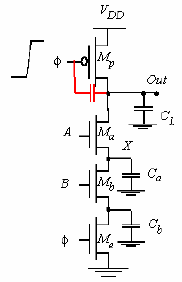 V_DD
ϕ M_p
Out
C_L
A M_a
X
C_a
B M_b
C_b
ϕ M_e